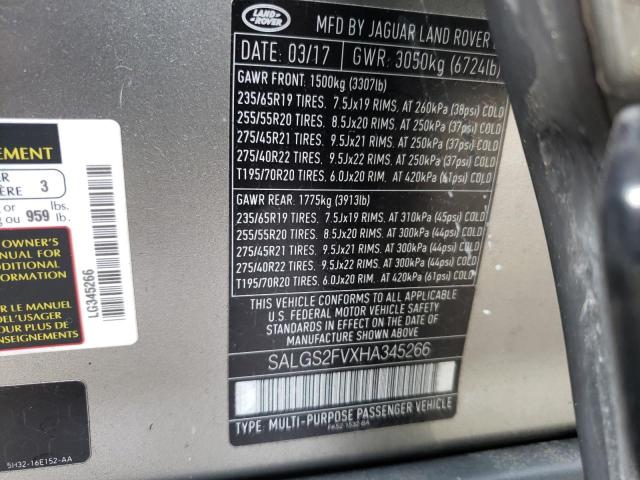 LAND ROVER
MFD BY JAGUAR LAND ROVER
DATE: 03/17 GWR: 3050kg (6724lb)
GAWR FRONT: 1500kg (3307lb)
235/65R19 TIRES. 7.5Jx19 RIMS. AT 260kPa (38psi) COLD
255/55R20 TIRES. 8.5Jx20 RIMS. AT 250kPa (37psi) COLD
275/45R21 TIRES. 9.5Jx21 RIMS. AT 250kPa (37psi) COLD
275/40R22 TIRES. 9.5Jx22 RIMS. AT 250kPa (37psi) COLD
T195/70R20 TIRES. 6.0Jx20 RIM. AT 420kPa (61psi) COLD
GAWR REAR: 1775kg (3913lb)
235/65R19 TIRES. 7.5Jx19 RIMS. AT 310kPa (45psi) COLD
255/55R20 TIRES. 8.5Jx20 RIMS. AT 300kPa (44psi) COLD
275/45R21 TIRES. 9.5Jx21 RIMS. AT 300kPa (44psi) COLD
275/40R22 TIRES. 9.5Jx22 RIMS. AT 300kPa (44psi) COLD
T195/70R20 TIRES. 6.0Jx20 RIM. AT 420kPa (61psi) COLD
THIS VEHICLE CONFORMS TO ALL APPLICABLE
U.S. FEDERAL MOTOR VEHICLE SAFETY
STANDARDS IN EFFECT ON THE DATE OF
MANUFACTURE SHOWN ABOVE
SALGS2FVXHA345266
TYPE: MULTI-PURPOSE PASSENGER VEHICLE
EMENT
3
or lbs.
ou 959 lb.
OWNER'S
MANUAL FOR
ADDITIONAL
R LE MANUEL
L'USAGER
LG345266
5H32-16E152-AA